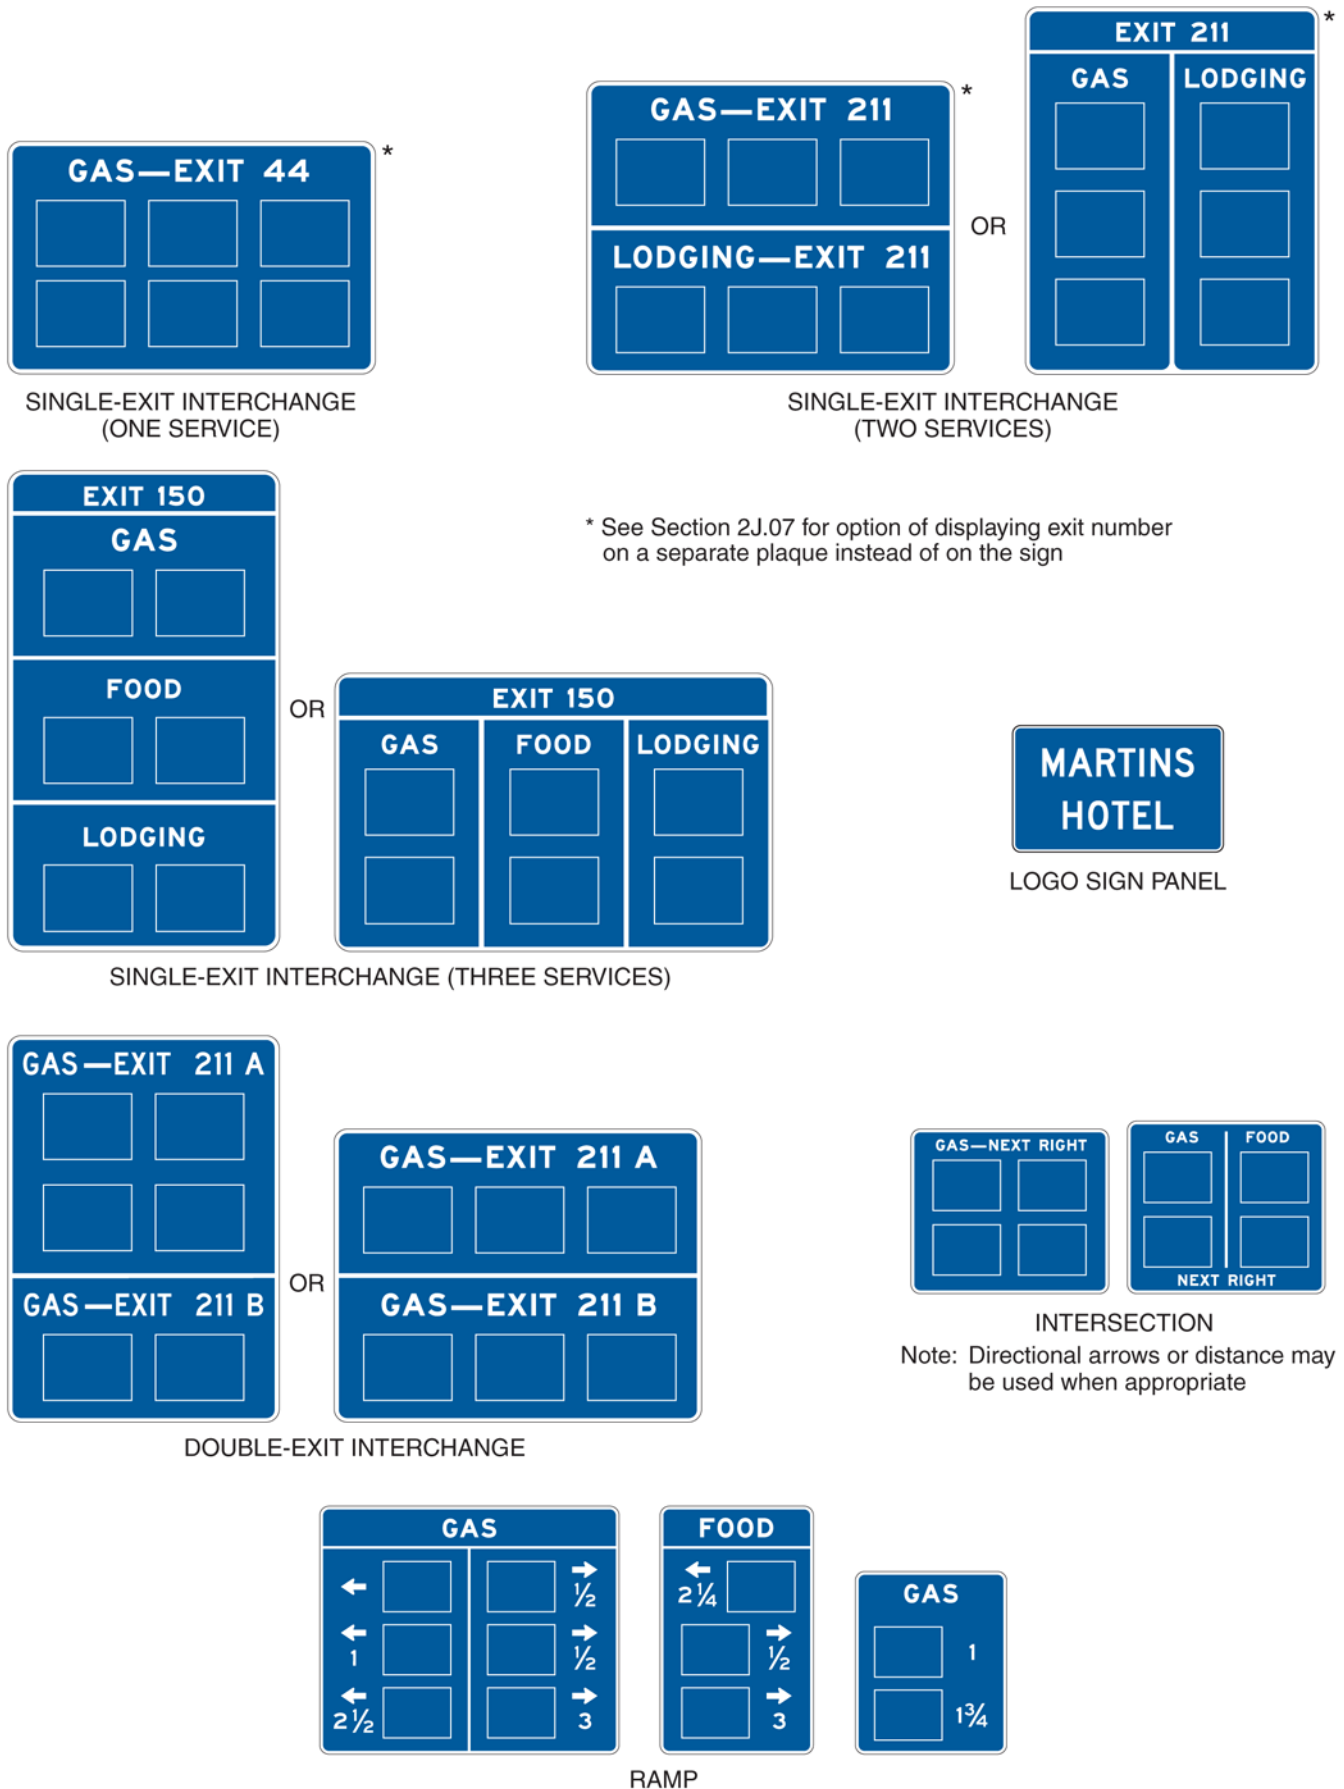 GAS—EXIT 44
*
SINGLE-EXIT INTERCHANGE
(ONE SERVICE)
GAS—EXIT 211
*
LODGING—EXIT 211
OR
EXIT 211
*
GAS
LODGING
SINGLE-EXIT INTERCHANGE
(TWO SERVICES)
* See Section 2J.07 for option of displaying exit number
on a separate plaque instead of on the sign
EXIT 150
GAS
FOOD
LODGING
OR
EXIT 150
GAS
FOOD
LODGING
SINGLE-EXIT INTERCHANGE (THREE SERVICES)
MARTINS
HOTEL
LOGO SIGN PANEL
GAS—EXIT 211 A
GAS—EXIT 211 B
OR
GAS—EXIT 211 A
GAS—EXIT 211 B
DOUBLE-EXIT INTERCHANGE
GAS—NEXT RIGHT
GAS
FOOD
NEXT RIGHT
INTERSECTION
Note: Directional arrows or distance may
be used when appropriate
GAS
←
→
½
←
1
→
½
←
2½
→
3
FOOD
←
2¼
→
½
→
3
GAS
1
1¾
RAMP